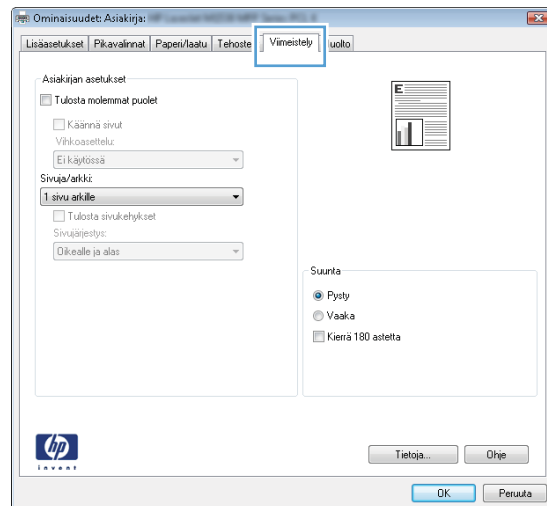 Ominaisuudet: Asiakirja:
Lisäasetukset Pikavalinnat Paperi/laatu Tehoste Viimeistely uolto
Asiakirjan asetukset
Tulosta molemmat puolet
Käännä sivut
Vihkoasettelu:
Ei käytössä
Sivuja/arkki:
1 sivu arkille
Tulosta sivukehykset
Sivujärjestys:
Oikealle ja alas
E
Suunta
Pysty
Vaaka
Kierrä 180 astetta
hp
invent
Tietoja... Ohje
OK Peruuta